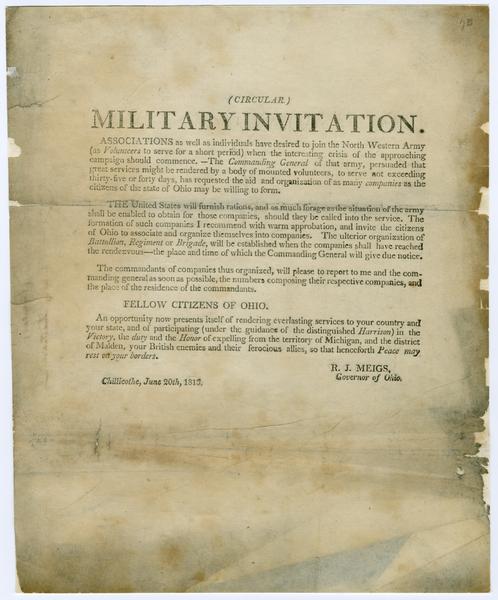 (CIRCULAR.)
MILITARY INVITATION.
ASSOCIATIONS as well as individuals have desired to join the North Western Army
(as Volunteers to serve for a short period) when the interesting crisis of the approaching
campaign should commence. —The Commanding General of that army, persuaded that
great services might be rendered by a body of mounted volunteers, to serve not exceeding
thirty-five or forty days, has requested the aid and organization of as many companies as the
citizens of the state of Ohio may be willing to form.
THE United States will furnish rations, and as much forage as the situation of the army
shall be enabled to obtain for those companies, should they be called into the service. The
formation of such companies I recommend with warm approbation, and invite the citizens
of Ohio to associate and organize themselves into companies. The ulterior organization of
Battallion, Regiment or Brigade, will be established when the companies shall have reached
the rendezvous—the place and time of which the Commanding General will give due notice.
The commandants of companies thus organized, will please to report to me and the com-
manding general as soon as possible, the numbers composing their respective companies, and
the place of the residence of the commandants.
FELLOW CITIZENS OF OHIO.
An opportunity now presents itself of rendering everlasting services to your country and
your state, and of participating (under the guidance of the distinguished Harrison) in the
Victory, the duty and the Honor of expelling from the territory of Michigan, and the district
of Malden, your British enemies and their ferocious allies, so that henceforth Peace may
rest on your borders.
R. J. MEIGS,
Governor of Ohio.
Chillicothe, June 20th, 1813.